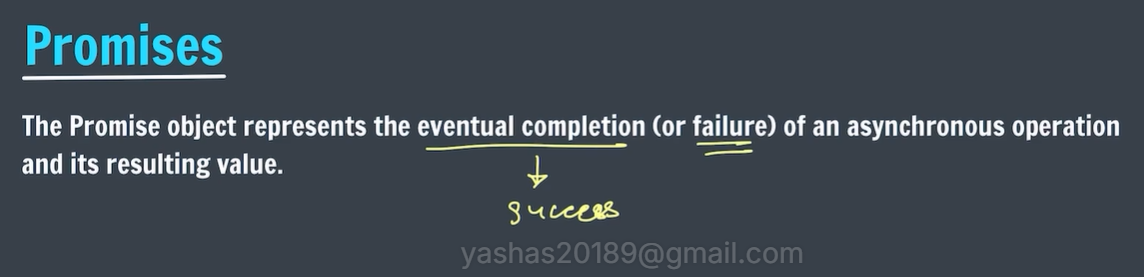 Promises
The Promise object represents the eventual completion (or failure) of an asynchronous operation
and its resulting value.
success
yashas20189@gmail.com